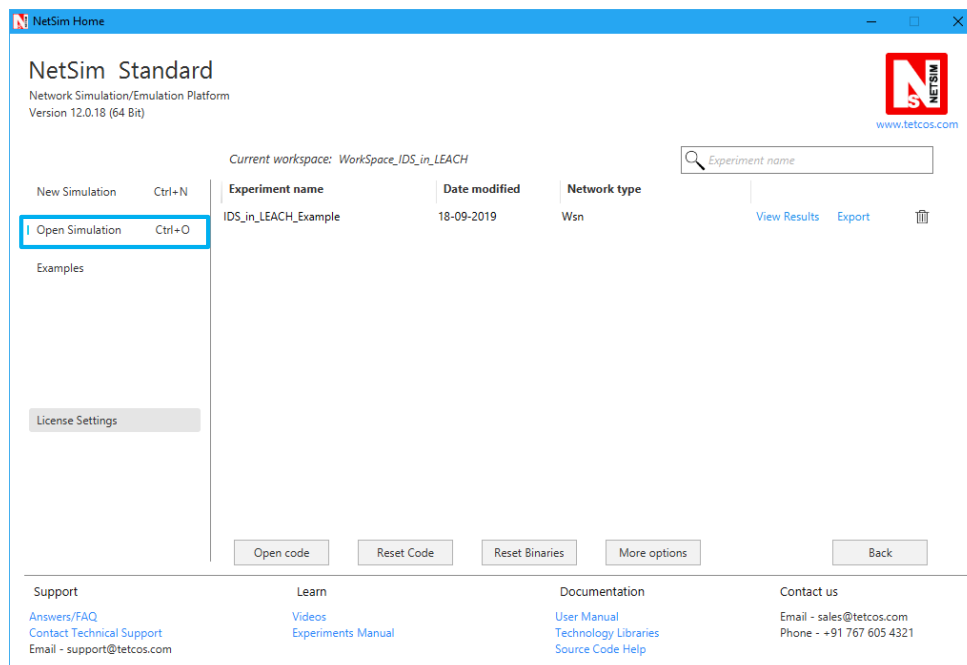 NetSim Home
NetSim Standard
Network Simulation/Emulation Platform
Version 12.0.18 (64 Bit)
NS
NETSIM
www.tetcos.com
Current workspace: WorkSpace_IDS_in_LEACH
Experiment name
New Simulation Ctrl+N
Open Simulation Ctrl+O
Examples
License Settings
Experiment name Date modified Network type
IDS_in_LEACH_Example 18-09-2019 Wsn View Results Export
Open code Reset Code Reset Binaries More options Back
Support
Answers/FAQ
Contact Technical Support
Email - support@tetcos.com
Learn
Videos
Experiments Manual
Documentation
User Manual
Technology Libraries
Source Code Help
Contact us
Email - sales@tetcos.com
Phone - +91 767 605 4321